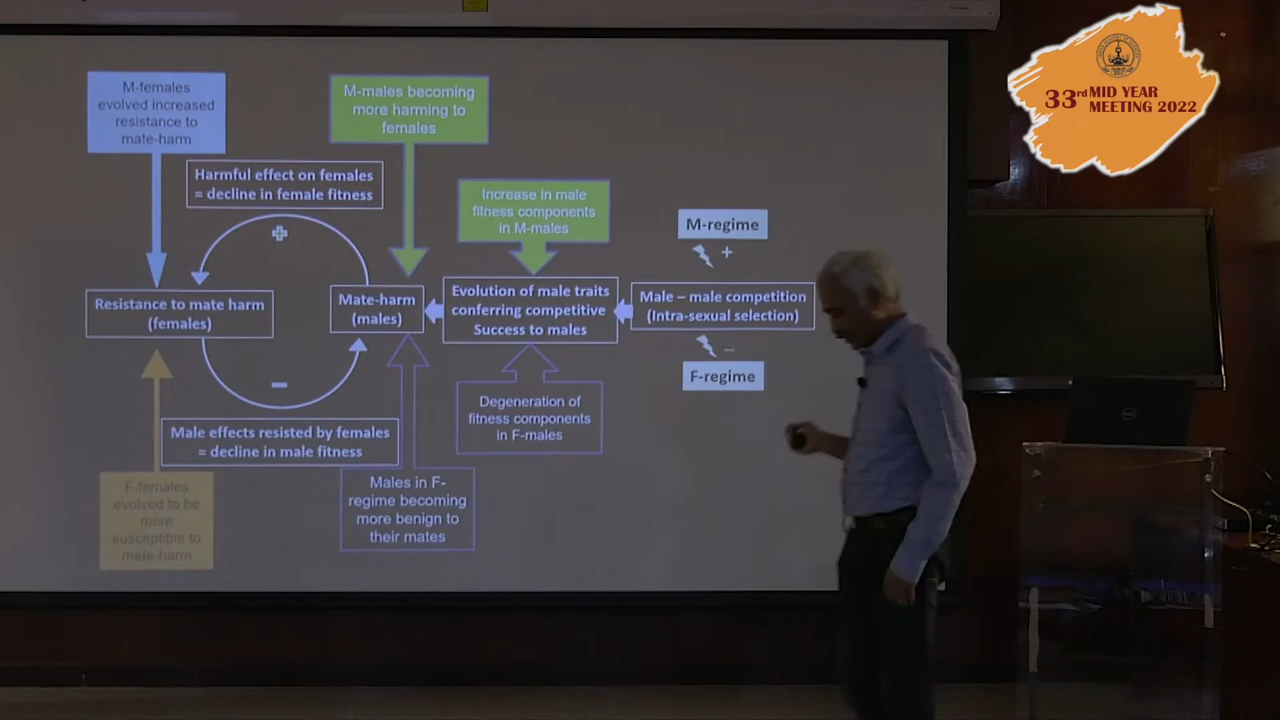 M-females
evolved increased
resistance to
mate-harm
M-males becoming
more harming to
females
Harmful effect on females
= decline in female fitness
+
Increase in male
fitness components
in M-males
M-regime
+
Resistance to mate harm
(females)
Mate-harm
(males)
Evolution of male traits
conferring competitive
Success to males
Male – male competition
(Intra-sexual selection)
–
–
F-regime
Male effects resisted by females
= decline in male fitness
Degeneration of
fitness components
in F-males
F-females
evolved to be
more
susceptible to
mate-harm
Males in F-
regime becoming
more benign to
their mates
33rd MID YEAR
MEETING 2022
DELL